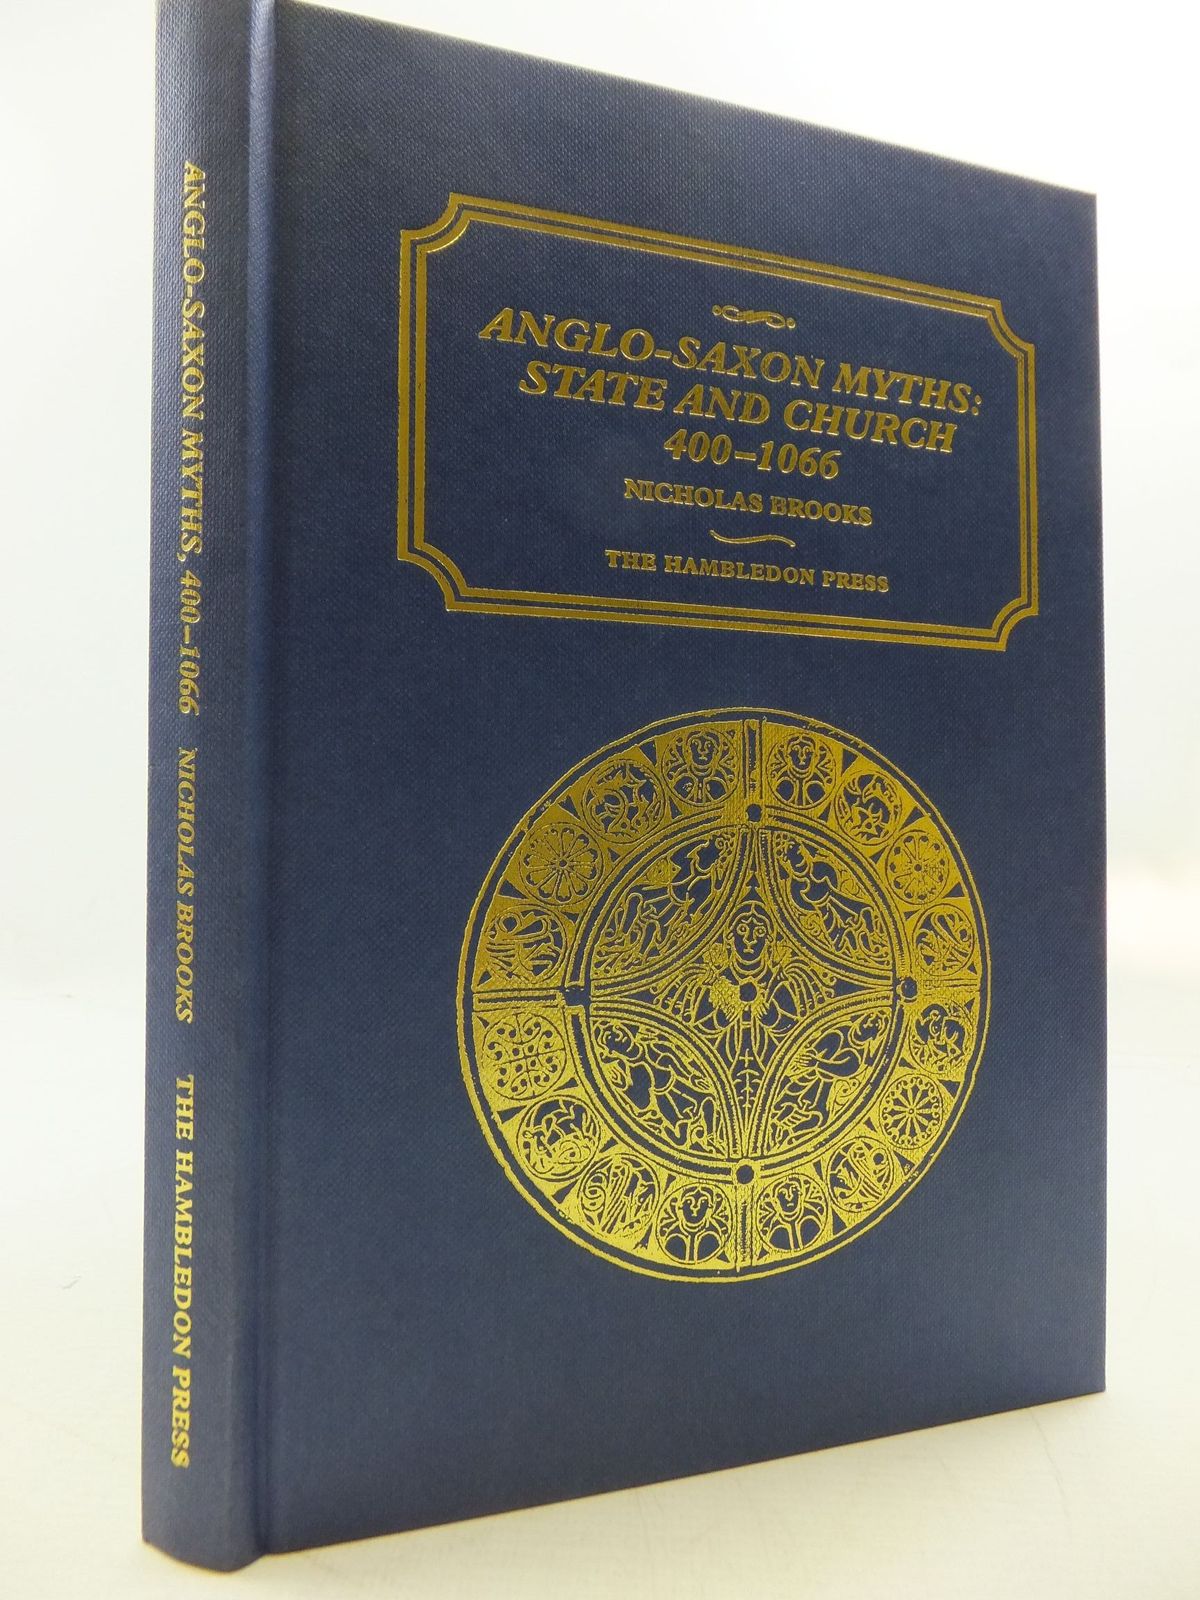 ANGLO-SAXON MYTHS, 400–1066 NICHOLAS BROOKS THE HAMBLEDON PRESS
ANGLO-SAXON MYTHS:
STATE AND CHURCH
400–1066
NICHOLAS BROOKS
THE HAMBLEDON PRESS